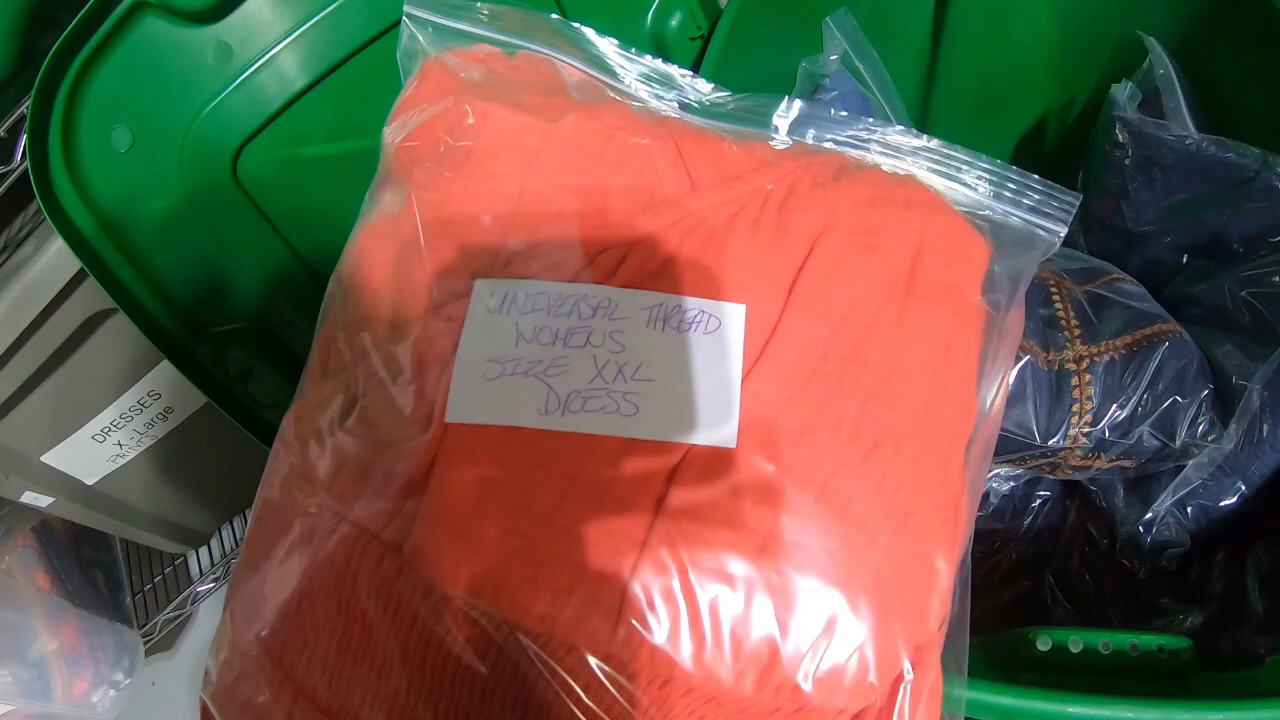 UNIVERSAL THREAD
WOMENS
SIZE XXL
DRESS
DRESSES
X-Large
PRINTS